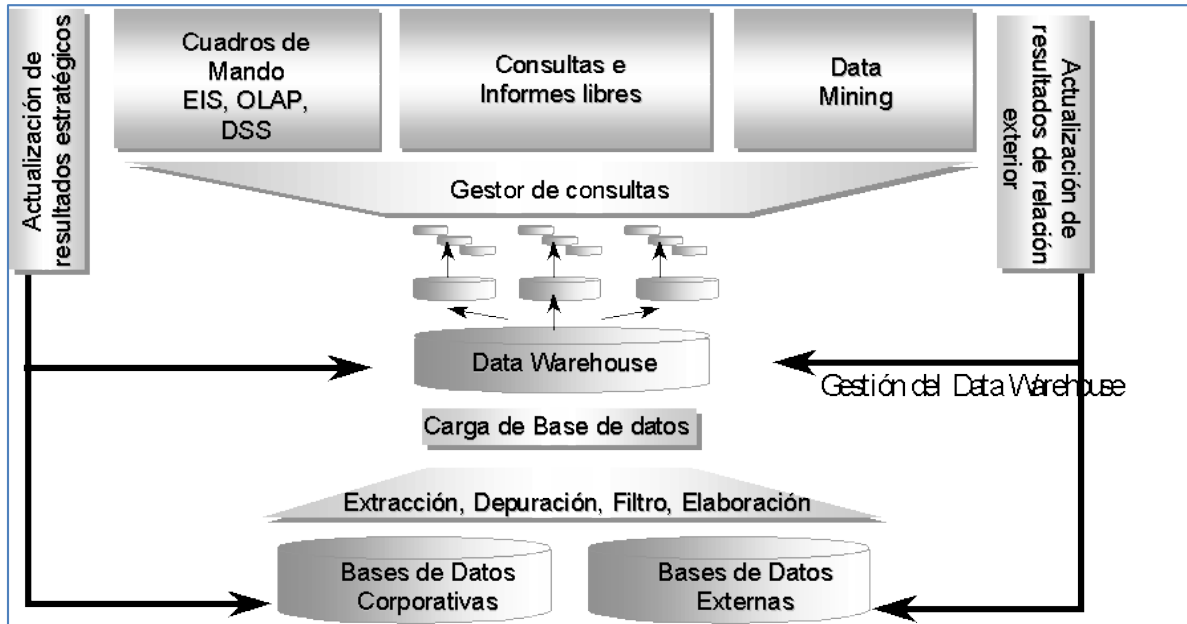 Actualización de
resultados estratégicos
Cuadros de
Mando
EIS, OLAP,
DSS
Consultas e
Informes libres
Data
Mining
Actualización de
resultados de relación
exterior
Gestor de consultas
Data Warehouse
Gestión del Data Warehouse
Carga de Base de datos
Extracción, Depuración, Filtro, Elaboración
Bases de Datos
Corporativas
Bases de Datos
Externas